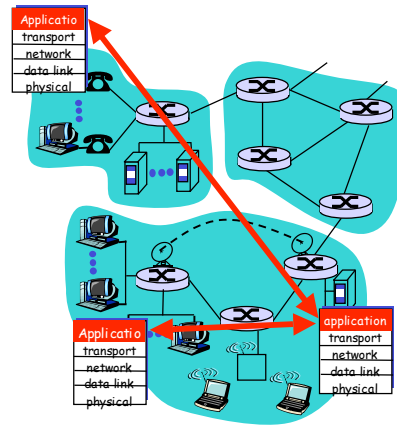 Applicatio
transport
network
data link
physical
Applicatio
transport
network
data link
physical
application
transport
network
data link
physical